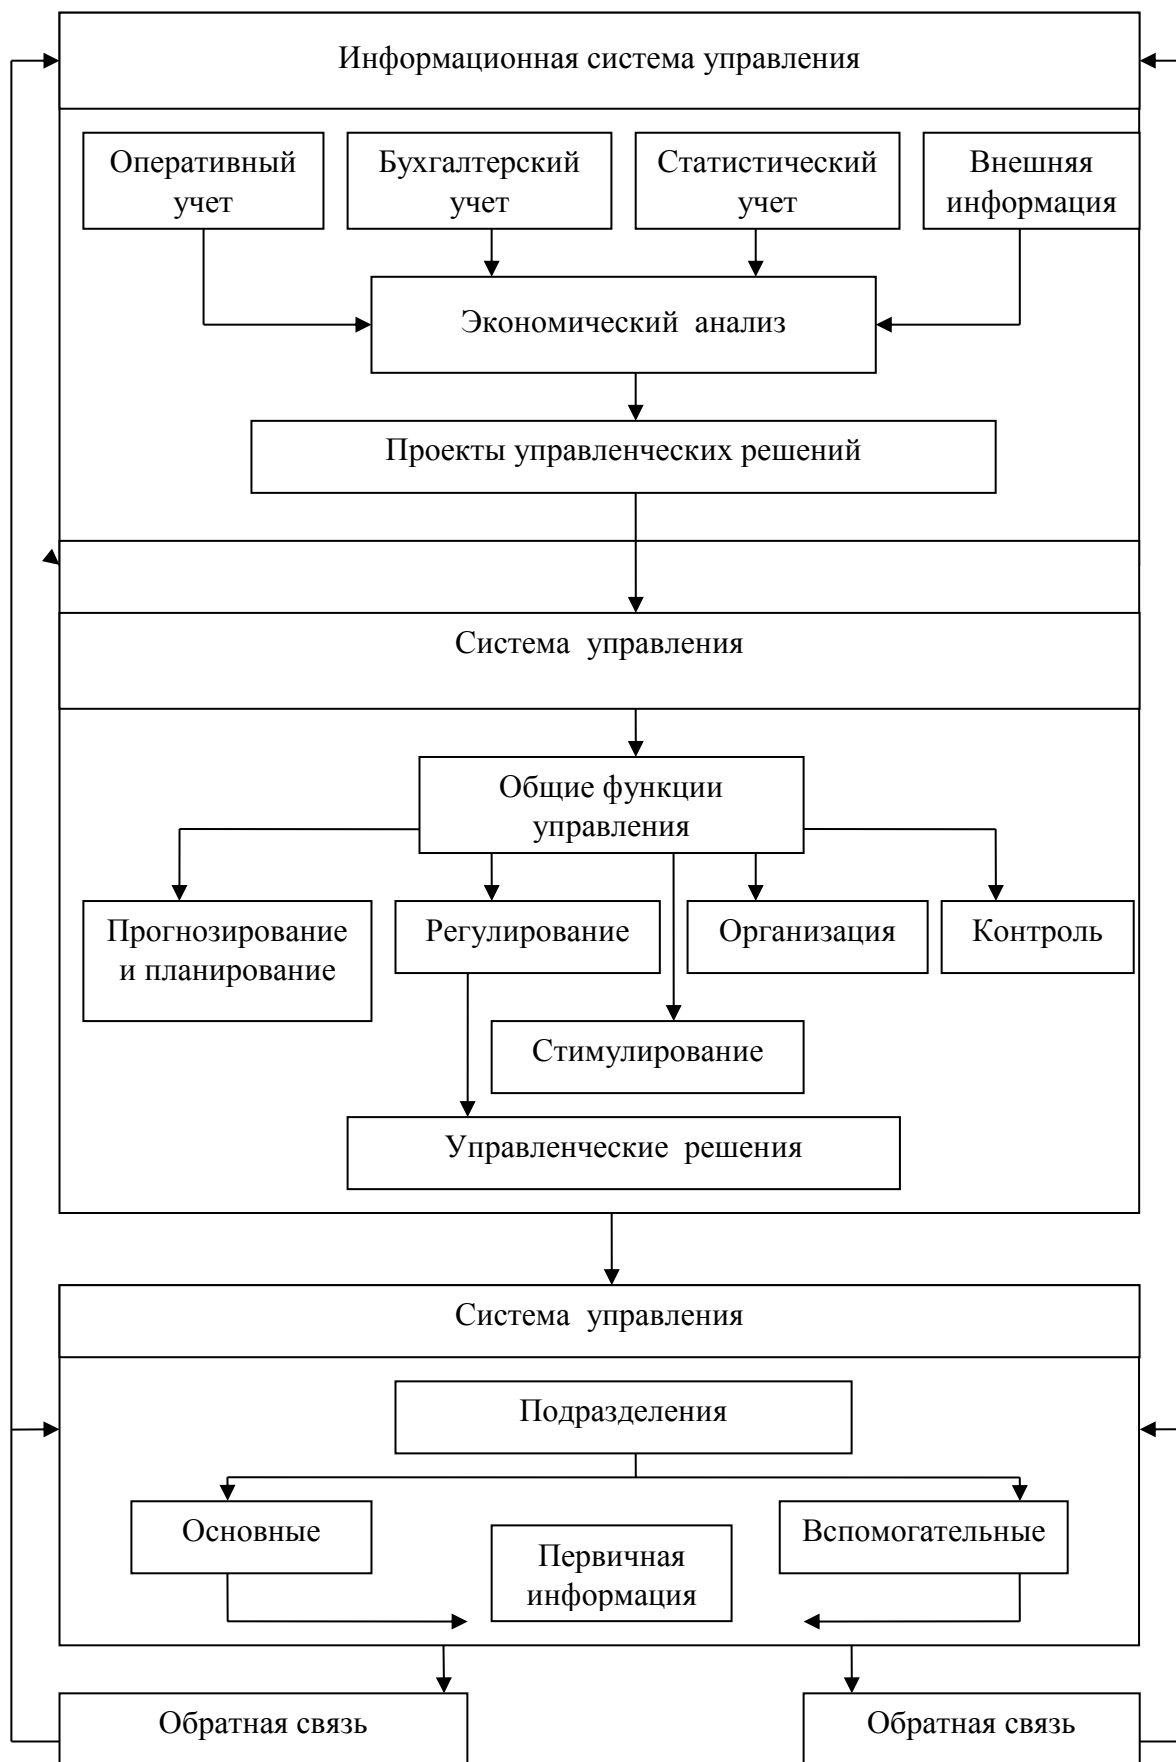 Информационная система управления
Оперативный
учет
Бухгалтерский
учет
Статистический
учет
Внешняя
информация
Экономический анализ
Проекты управленческих решений
Система управления
Общие функции
управления
Прогнозирование
и планирование
Регулирование
Организация
Контроль
Стимулирование
Управленческие решения
Система управления
Подразделения
Основные
Вспомогательные
Первичная
информация
Обратная связь
Обратная связь